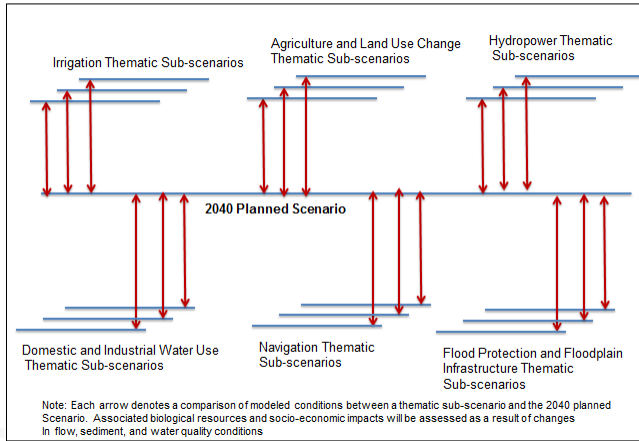 Irrigation Thematic Sub-scenarios
Agriculture and Land Use Change
Thematic Sub-scenarios
Hydropower Thematic
Sub-scenarios
2040 Planned Scenario
Domestic and Industrial Water Use
Thematic Sub-scenarios
Navigation Thematic
Sub-scenarios
Flood Protection and Floodplain
Infrastructure Thematic
Sub-scenarios
Note: Each arrow denotes a comparison of modeled conditions between a thematic sub-scenario and the 2040 planned
Scenario. Associated biological resources and socio-economic impacts will be assessed as a result of changes
In flow, sediment, and water quality conditions